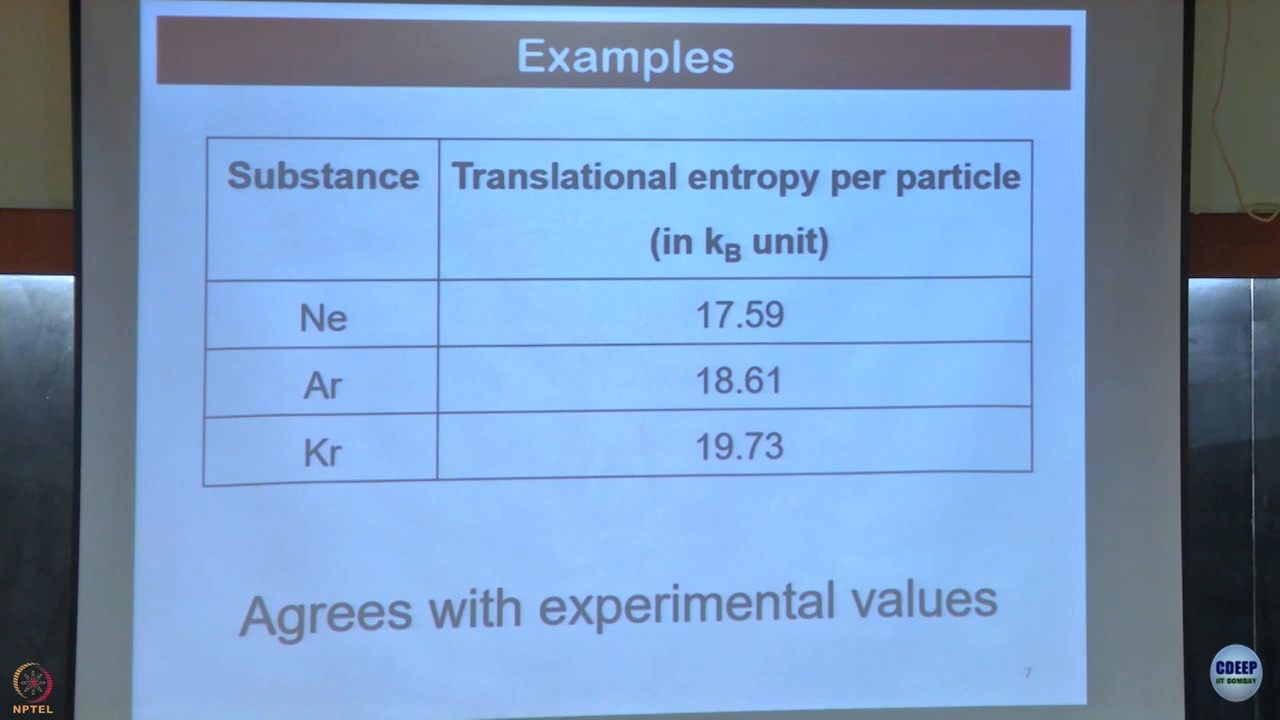 Examples
Substance
Translational entropy per particle
(in kB unit)
Ne
17.59
Ar
18.61
Kr
19.73
Agrees with experimental values
7
NPTEL
CDEEP
IIT BOMBAY